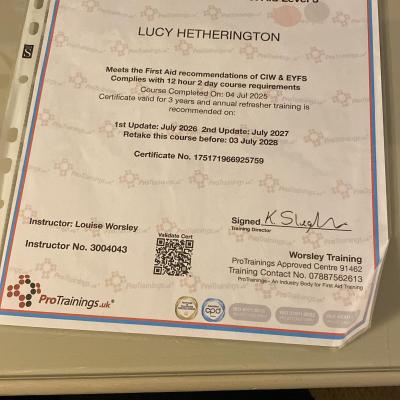 Level 3
LUCY HETHERINGTON
Meets the First Aid recommendations of CIW & EYFS
Complies with 12 hour 2 day course requirements
Course Completed On: 04 Jul 2025
Certificate valid for 3 years and annual refresher training is
recommended on:
1st Update: July 2026 2nd Update: July 2027
Retake this course before: 03 July 2028
Certificate No. 175171966925759
Instructor: Louise Worsley
Instructor No. 3004043
Validate Cert
Signed
Training Director
Worsley Training
ProTrainings Approved Centre 91462
Training Contact No. 07887562613
ProTrainings – An Industry Body for First Aid Training
ProTrainings.uk
cpd